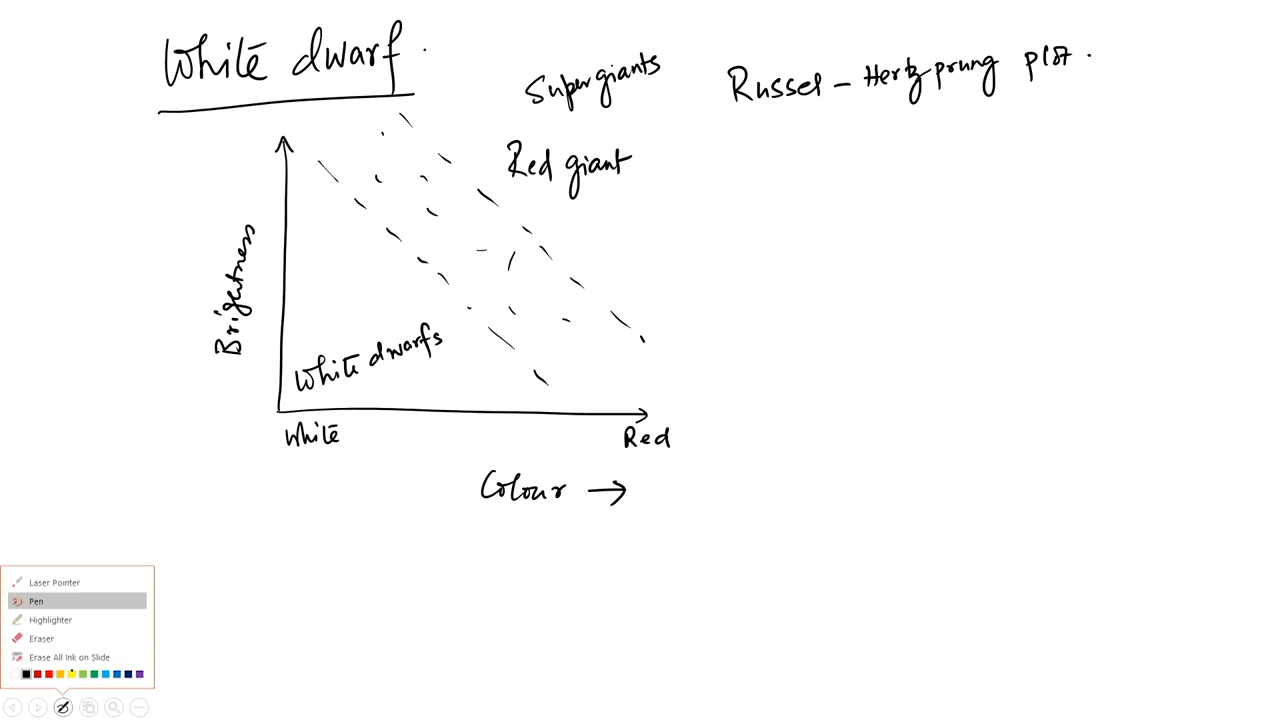 White dwarf.
Supergiants
Russel - Hertzprung plot.
Red giant
Brightness
White dwarfs
White
Red
Colour →
Laser Pointer
Pen
Highlighter
Eraser
Erase All Ink on Slide